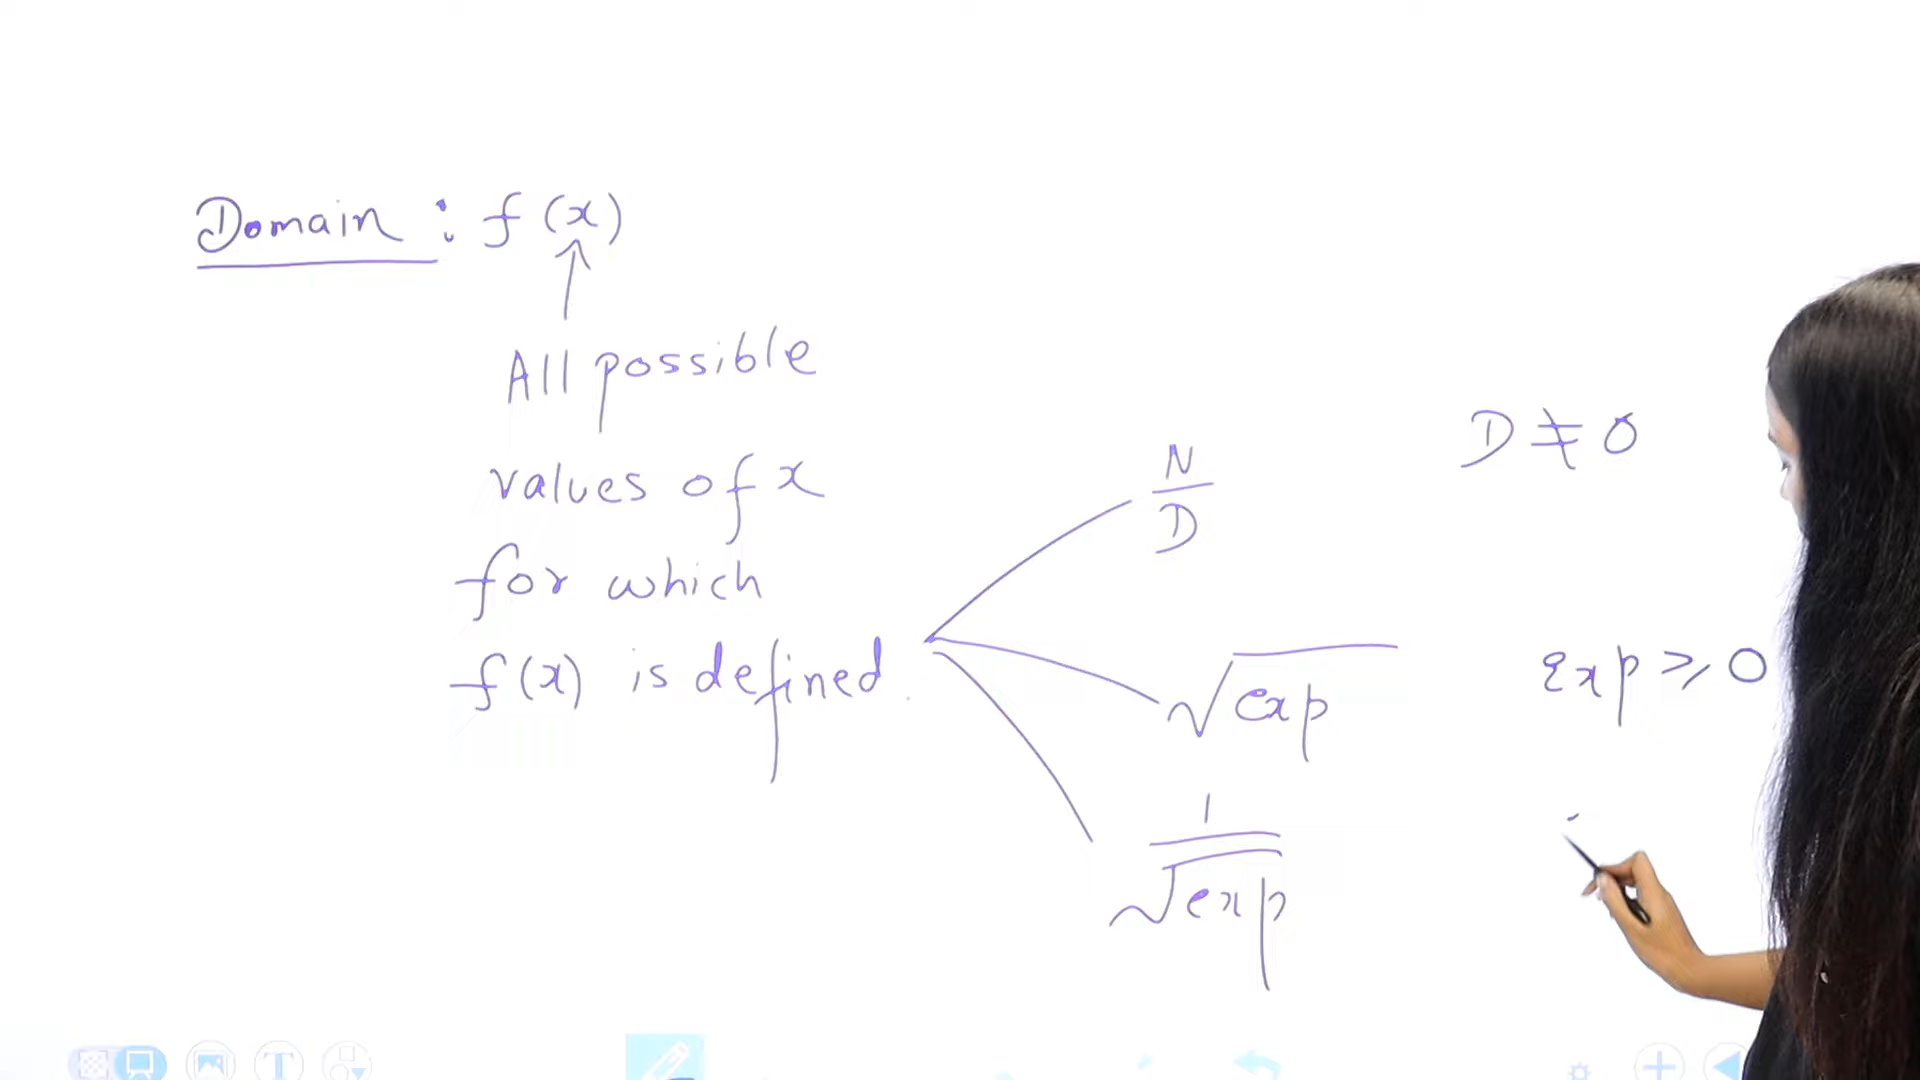 Domain : f(x)
All possible
values of x
for which
f(x) is defined
N/D
D ≠ 0
√exp
exp ≥ 0
1/√exp
T